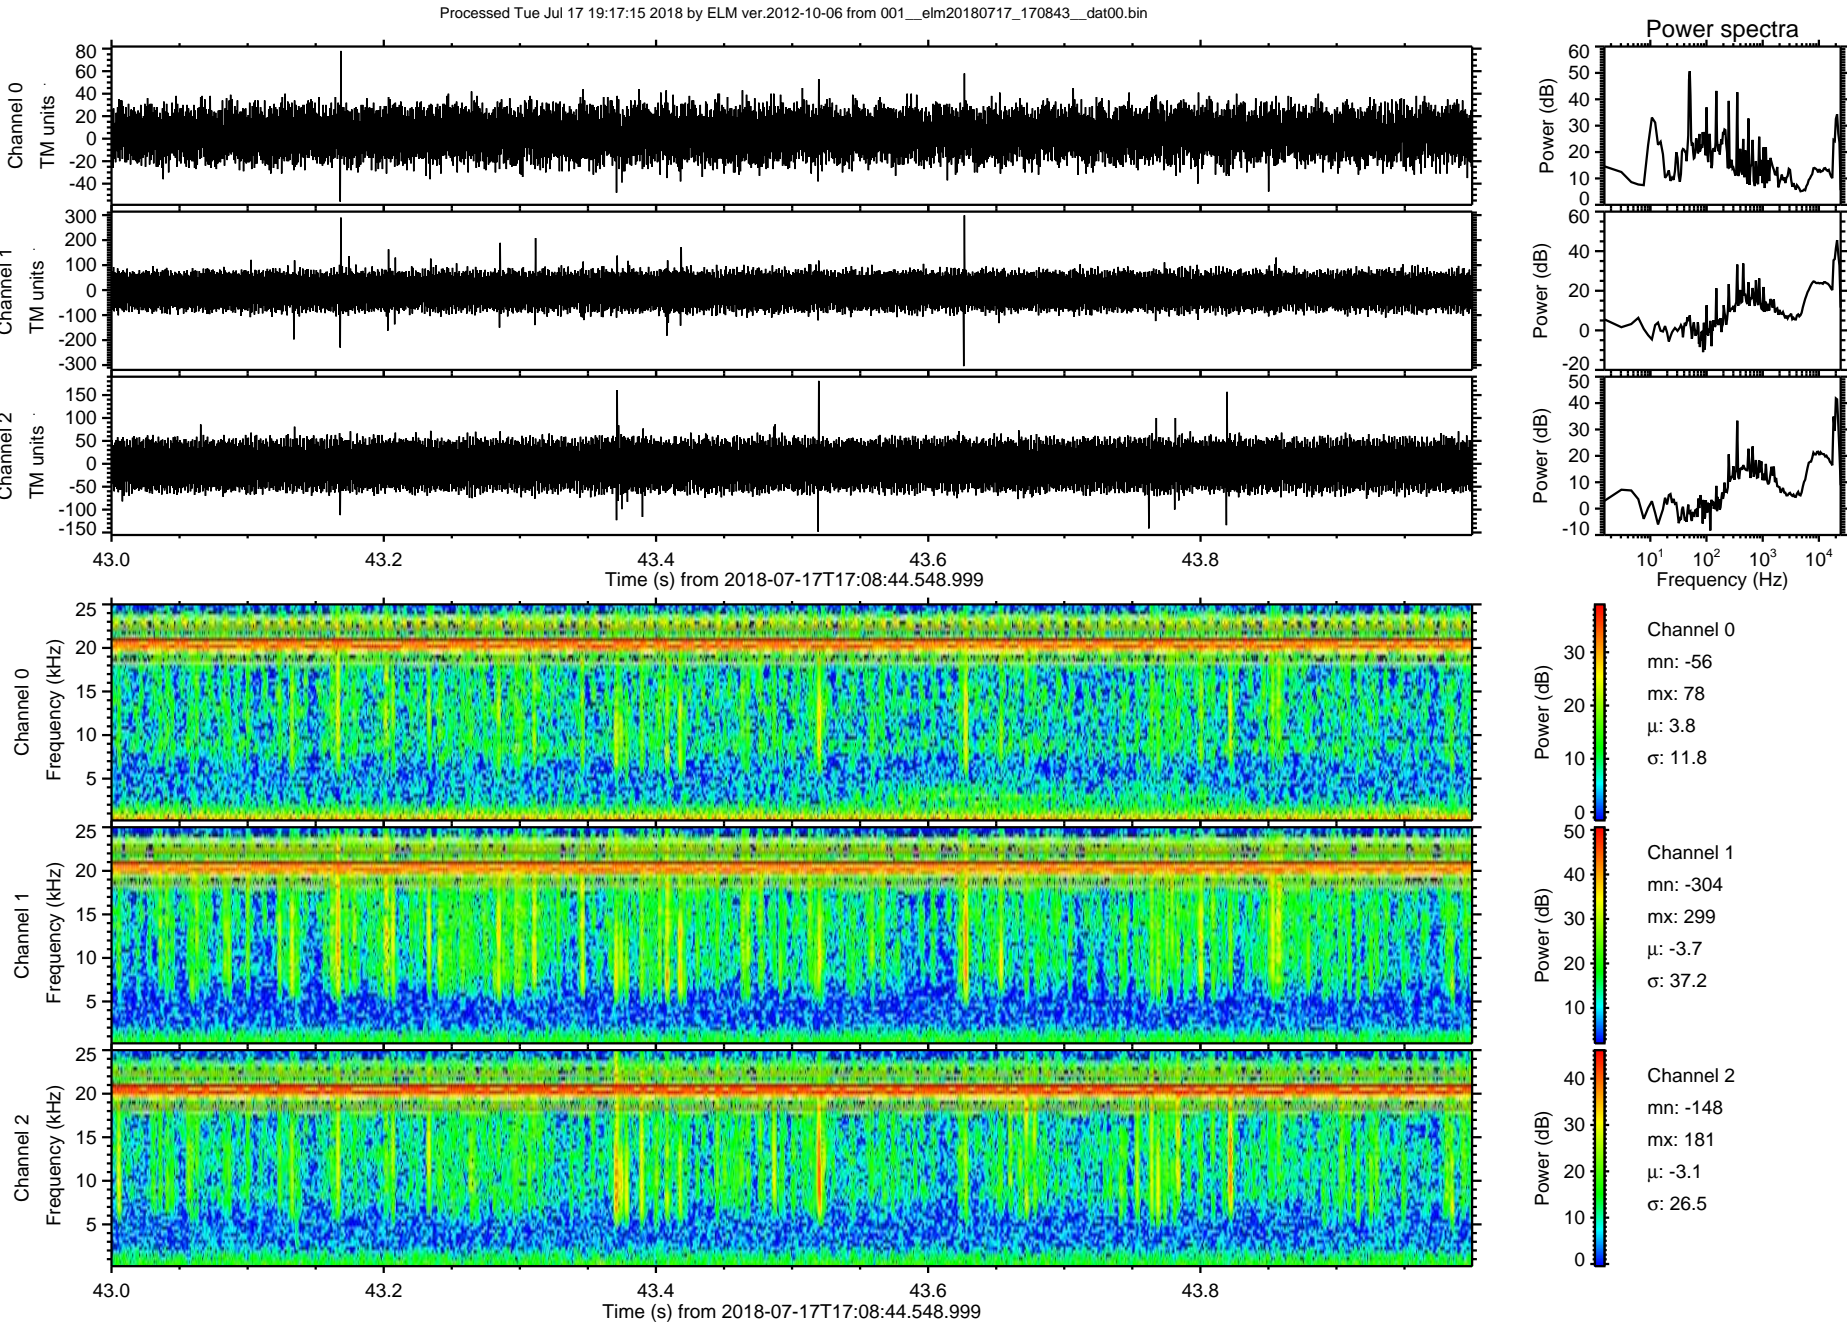 Processed Tue Jul 17 19:17:15 2018 by ELM ver.2012-10-06 from 001__elm20180717_170843__dat00.bin
Power spectra
Channel 0
TM units
80
60
40
20
0
-20
-40
Power (dB)
60
50
40
30
20
10
0
Channel 1
TM units
300
200
100
0
-100
-200
-300
Power (dB)
60
40
20
0
-20
Channel 2
TM units
150
100
50
0
-50
-100
-150
Power (dB)
50
40
30
20
10
0
-10
43.0 43.2 43.4 43.6 43.8
Time (s) from 2018-07-17T17:08:44.548.999
10¹ 10² 10³ 10⁴
Frequency (Hz)
Channel 0
Frequency (kHz)
25
20
15
10
5
Power (dB)
30
20
10
0
Channel 0
mn: -56
mx: 78
μ: 3.8
σ: 11.8
Channel 1
Frequency (kHz)
25
20
15
10
5
Power (dB)
50
40
30
20
10
Channel 1
mn: -304
mx: 299
μ: -3.7
σ: 37.2
Channel 2
Frequency (kHz)
25
20
15
10
5
Power (dB)
40
30
20
10
0
Channel 2
mn: -148
mx: 181
μ: -3.1
σ: 26.5
43.0 43.2 43.4 43.6 43.8
Time (s) from 2018-07-17T17:08:44.548.999